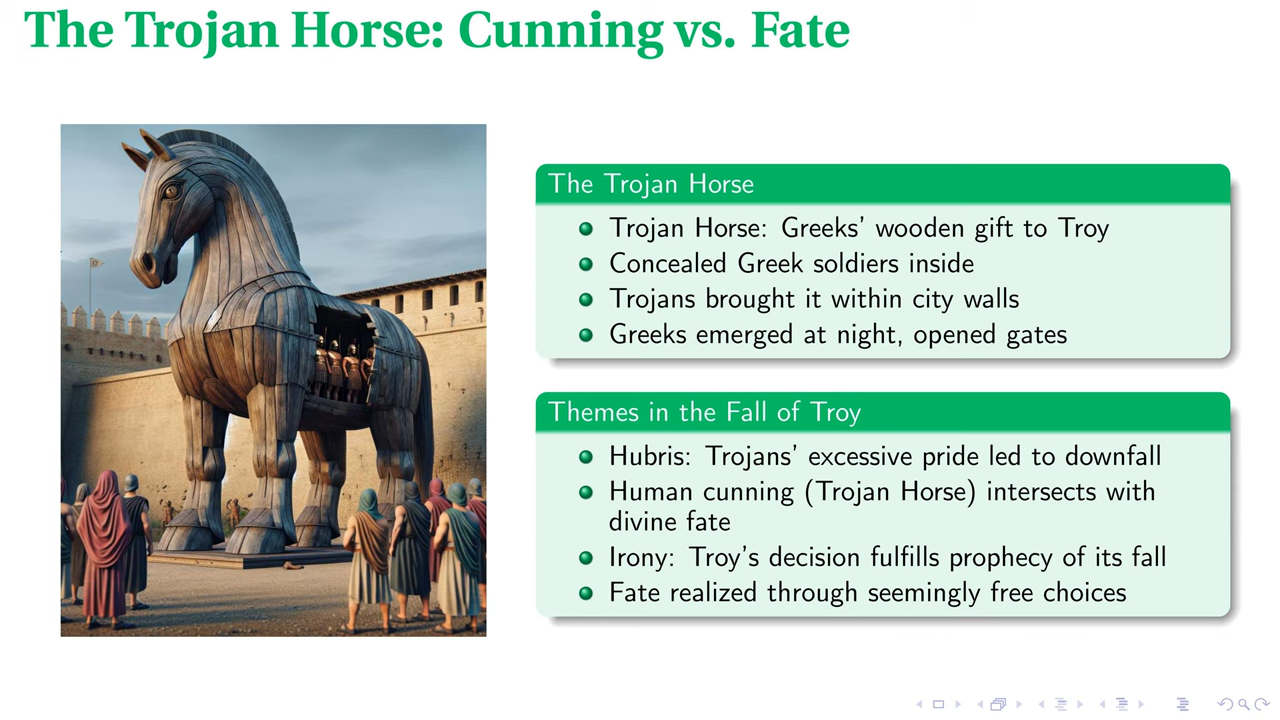 The Trojan Horse: Cunning vs. Fate
The Trojan Horse
Trojan Horse: Greeks' wooden gift to Troy
Concealed Greek soldiers inside
Trojans brought it within city walls
Greeks emerged at night, opened gates
Themes in the Fall of Troy
Hubris: Trojans' excessive pride led to downfall
Human cunning (Trojan Horse) intersects with
divine fate
Irony: Troy's decision fulfills prophecy of its fall
Fate realized through seemingly free choices